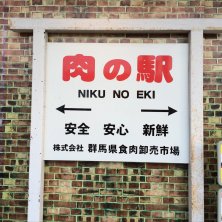 肉の駅
NIKU NO EKI
← →
安全 安心 新鮮
株式会社 群馬県食肉卸売市場